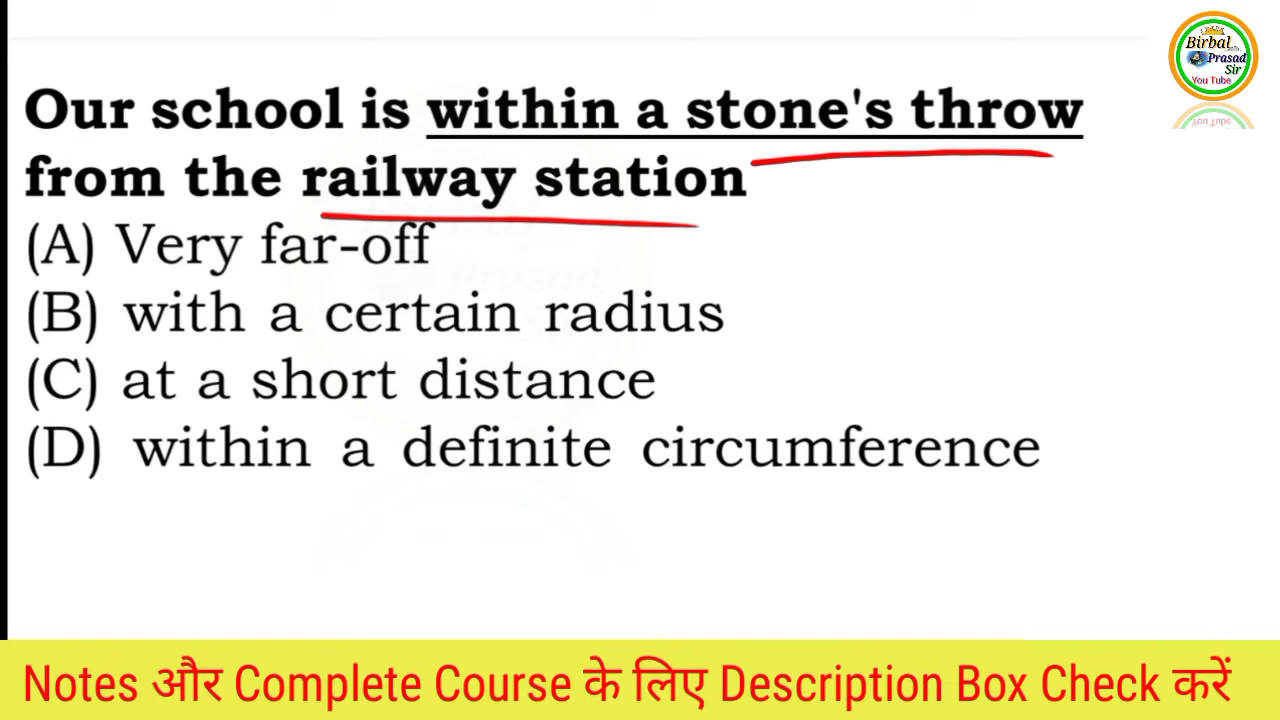 Birbal
Prasad
Sir
You Tube
Our school is within a stone's throw
from the railway station
(A) Very far-off
(B) with a certain radius
(C) at a short distance
(D) within a definite circumference
Notes और Complete Course के लिए Description Box Check करें